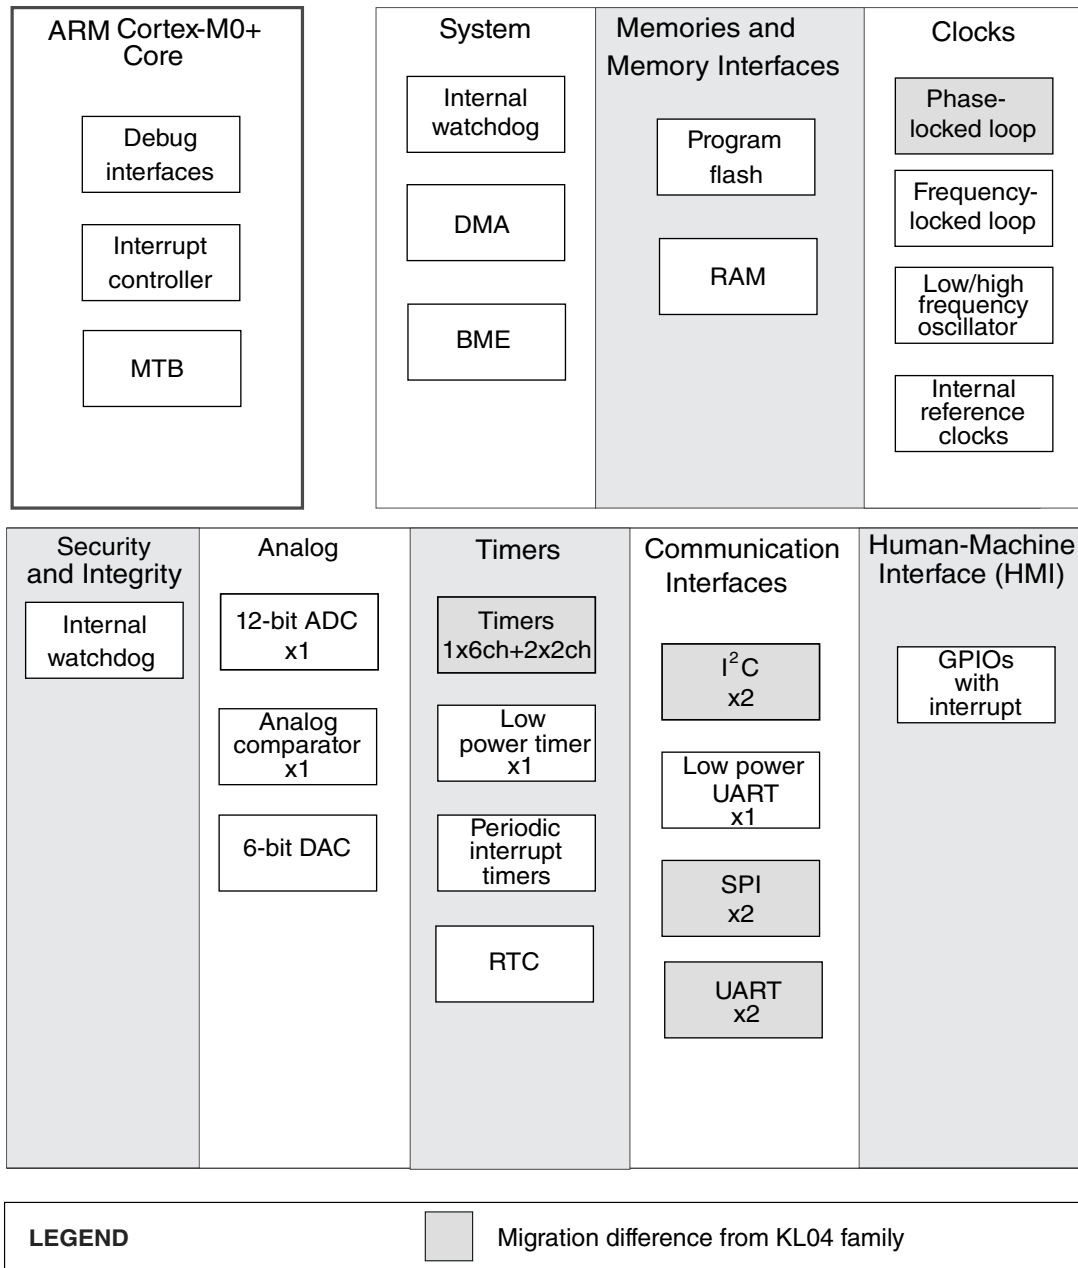 ARM Cortex-M0+
Core
Debug
interfaces
Interrupt
controller
MTB
System
Internal
watchdog
DMA
BME
Memories and
Memory Interfaces
Program
flash
RAM
Clocks
Phase-
locked loop
Frequency-
locked loop
Low/high
frequency
oscillator
Internal
reference
clocks
Security
and Integrity
Internal
watchdog
Analog
12-bit ADC
x1
Analog
comparator
x1
6-bit DAC
Timers
Timers
1x6ch+2x2ch
Low
power timer
x1
Periodic
interrupt
timers
RTC
Communication
Interfaces
I²C
x2
Low power
UART
x1
SPI
x2
UART
x2
Human-Machine
Interface (HMI)
GPIOs
with
interrupt
LEGEND
Migration difference from KL04 family